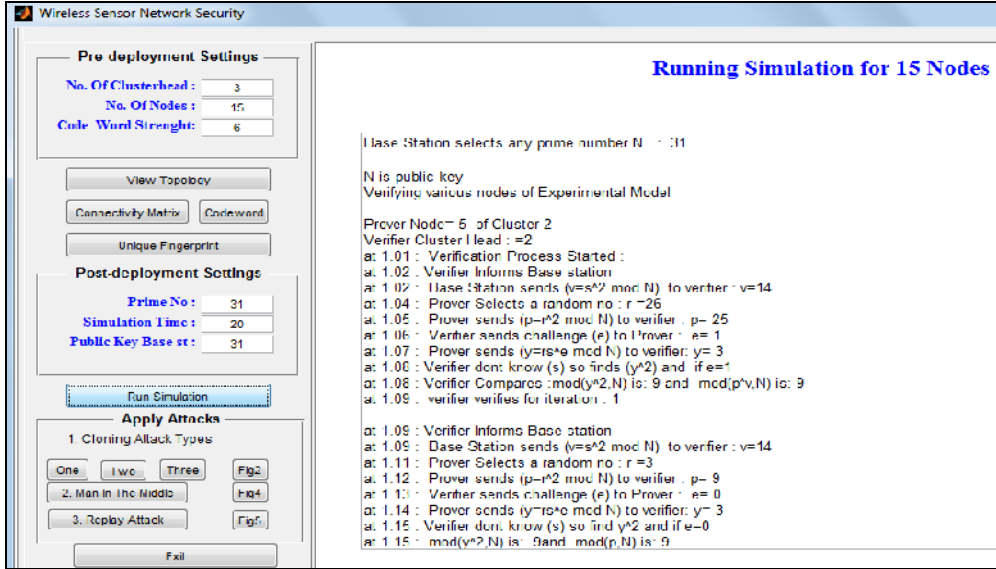 Wireless Sensor Network Security
Pre deployment Settings
No. Of Clusterhead : 3
No. Of Nodes : 15
Code Word Strenght: 6
View Topology
Connectivity Matrix Codeword
Unique Fingerprint
Post-deployment Settings
Prime No : 31
Simulation Time : 20
Public Key Base st : 31
Run Simulation
Apply Attacks
1. Cloning Attack Types
One Two Three Fig2
2. Man In The Middle Fig4
3. Replay Attack Fig5
Exit
Running Simulation for 15 Nodes
Base Station selects any prime number N : 31
N is public key
Verifying various nodes of Experimental Model
Prover Node= 5 of Cluster 2
Verifier Cluster Head : =2
at 1.01 : Verification Process Started :
at 1.02 : Verifier Informs Base station
at 1.02 : Base Station sends (v=s^2 mod N) to verfier : v=14
at 1.04 : Prover Selects a random no : r =26
at 1.05 : Prover sends (p=r^2 mod N) to verifier : p= 25
at 1.06 : Verifier sends challenge (e) to Prover : e= 1
at 1.07 : Prover sends (y=rs^e mod N) to verifier: y= 3
at 1.08 : Verifier dont know (s) so finds (y^2) and if e=1
at 1.08 : Verifier Compares :mod(y^2,N) is: 9 and mod(p*v,N) is: 9
at 1.09 : verifier verifies for iteration : 1
at 1.09 : Verifier Informs Base station
at 1.09 : Base Station sends (v=s^2 mod N) to verfier : v=14
at 1.11 : Prover Selects a random no : r =3
at 1.12 : Prover sends (p=r^2 mod N) to verifier : p= 9
at 1.13 : Verifier sends challenge (e) to Prover : e= 0
at 1.14 : Prover sends (y=rs^e mod N) to verifier: y= 3
at 1.15 : Verifier dont know (s) so find y^2 and if e=0
at 1.15 : mod(y^2,N) is: 9and mod(p,N) is: 9